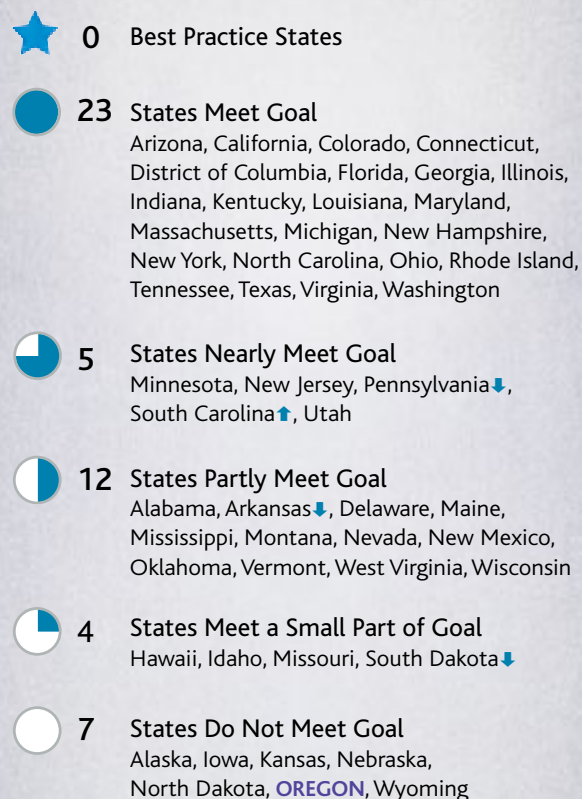 0 Best Practice States
23 States Meet Goal
Arizona, California, Colorado, Connecticut,
District of Columbia, Florida, Georgia, Illinois,
Indiana, Kentucky, Louisiana, Maryland,
Massachusetts, Michigan, New Hampshire,
New York, North Carolina, Ohio, Rhode Island,
Tennessee, Texas, Virginia, Washington
5 States Nearly Meet Goal
Minnesota, New Jersey, Pennsylvania⬇,
South Carolina⬆, Utah
12 States Partly Meet Goal
Alabama, Arkansas⬇, Delaware, Maine,
Mississippi, Montana, Nevada, New Mexico,
Oklahoma, Vermont, West Virginia, Wisconsin
4 States Meet a Small Part of Goal
Hawaii, Idaho, Missouri, South Dakota⬇
7 States Do Not Meet Goal
Alaska, Iowa, Kansas, Nebraska,
North Dakota, OREGON, Wyoming